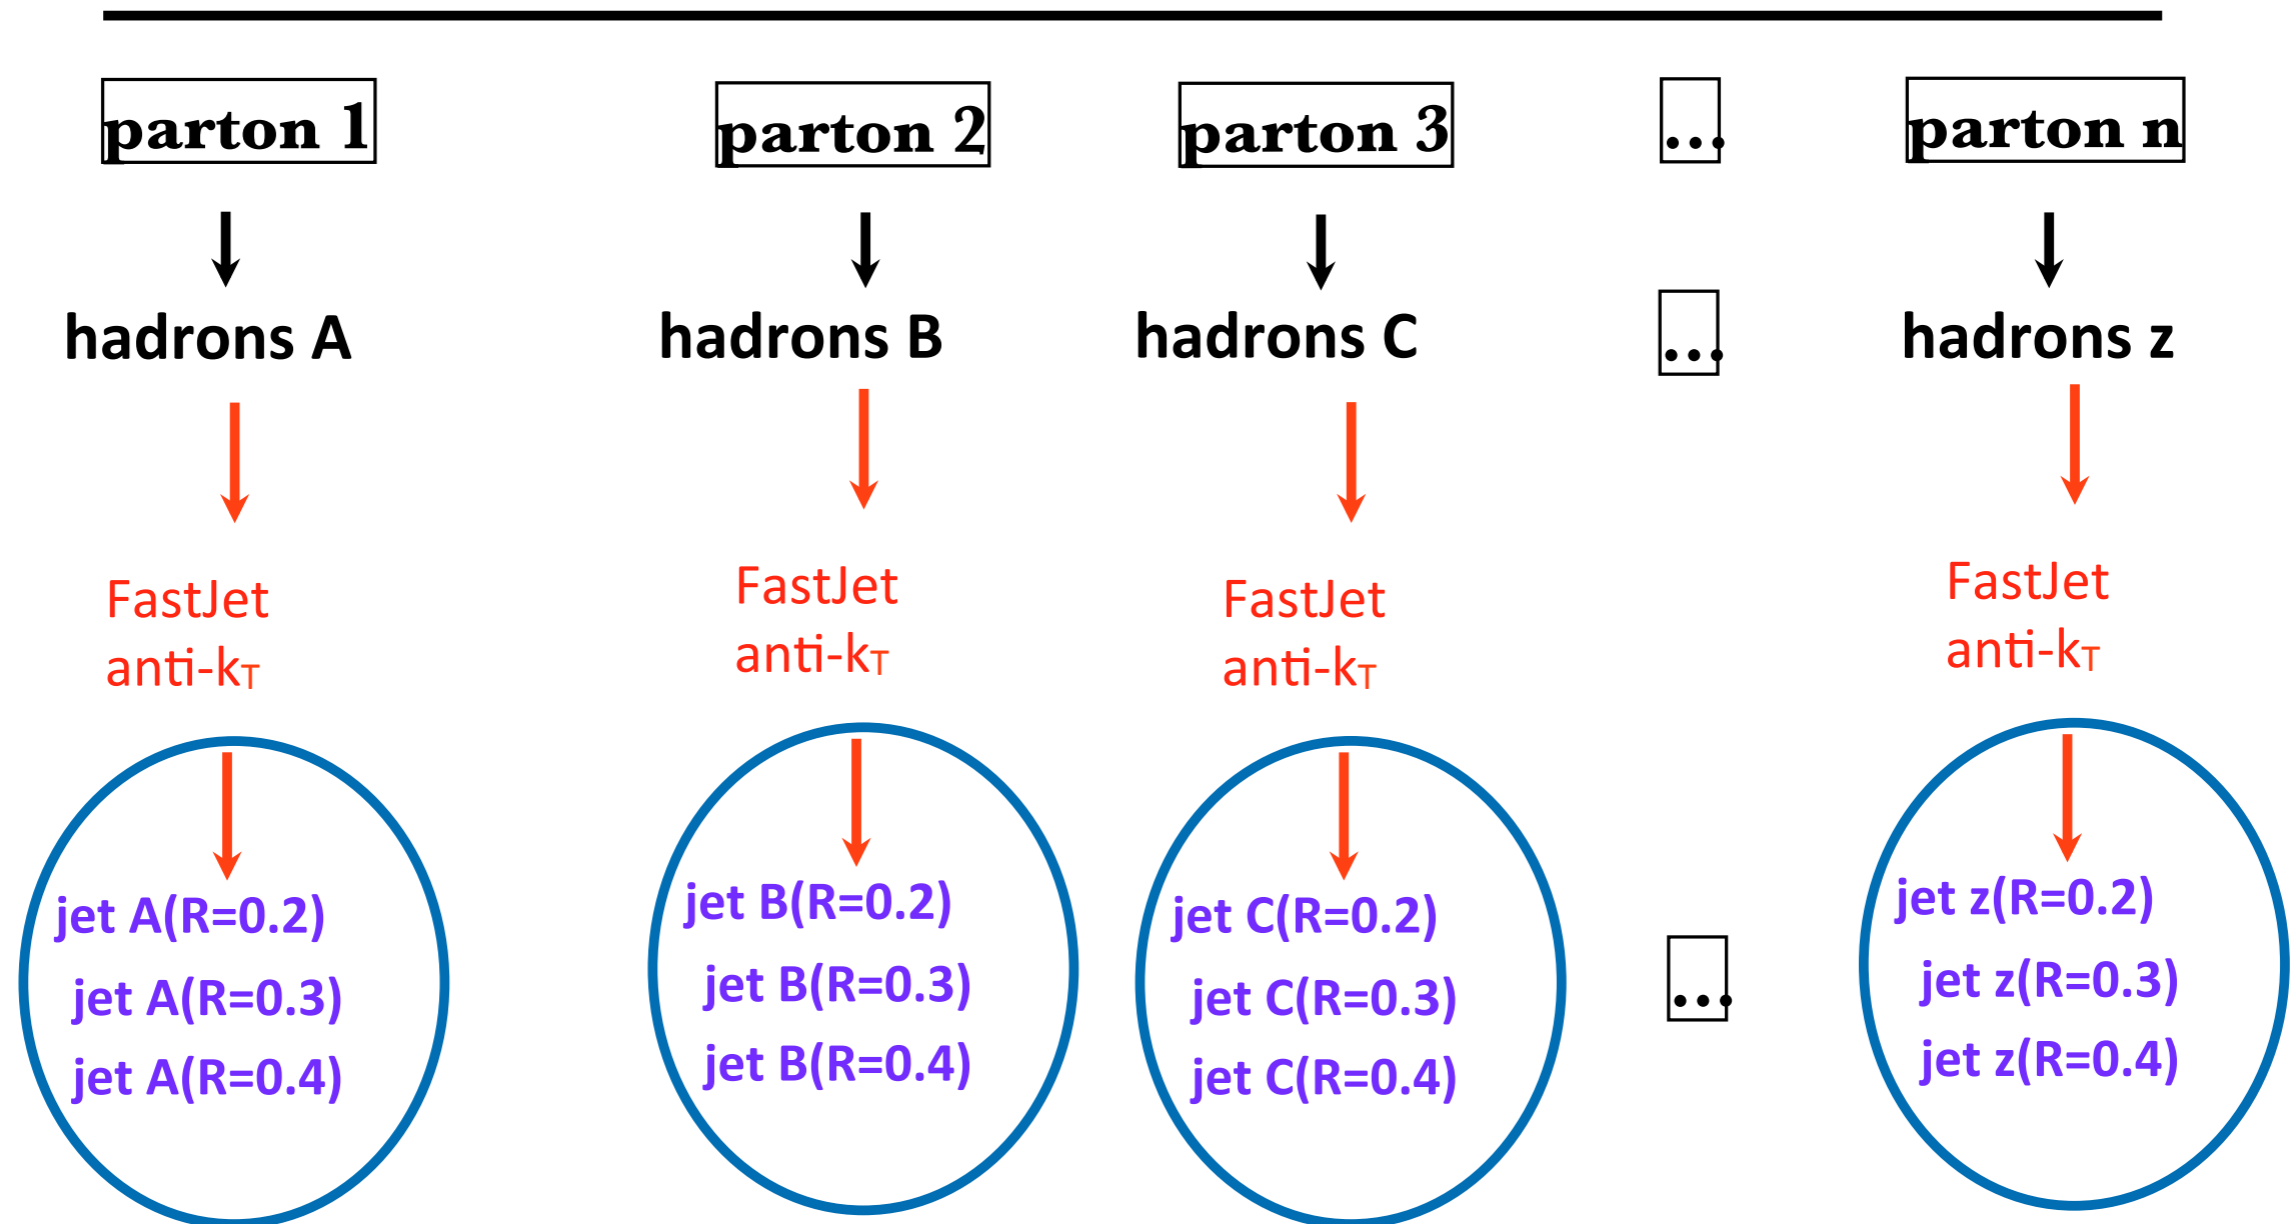 parton 1 parton 2 parton 3 ... parton n
hadrons A hadrons B hadrons C ... hadrons z
FastJet FastJet FastJet FastJet
anti-kT anti-kT anti-kT anti-kT
jet A(R=0.2) jet B(R=0.2) jet C(R=0.2) jet z(R=0.2)
jet A(R=0.3) jet B(R=0.3) jet C(R=0.3) ... jet z(R=0.3)
jet A(R=0.4) jet B(R=0.4) jet C(R=0.4) jet z(R=0.4)